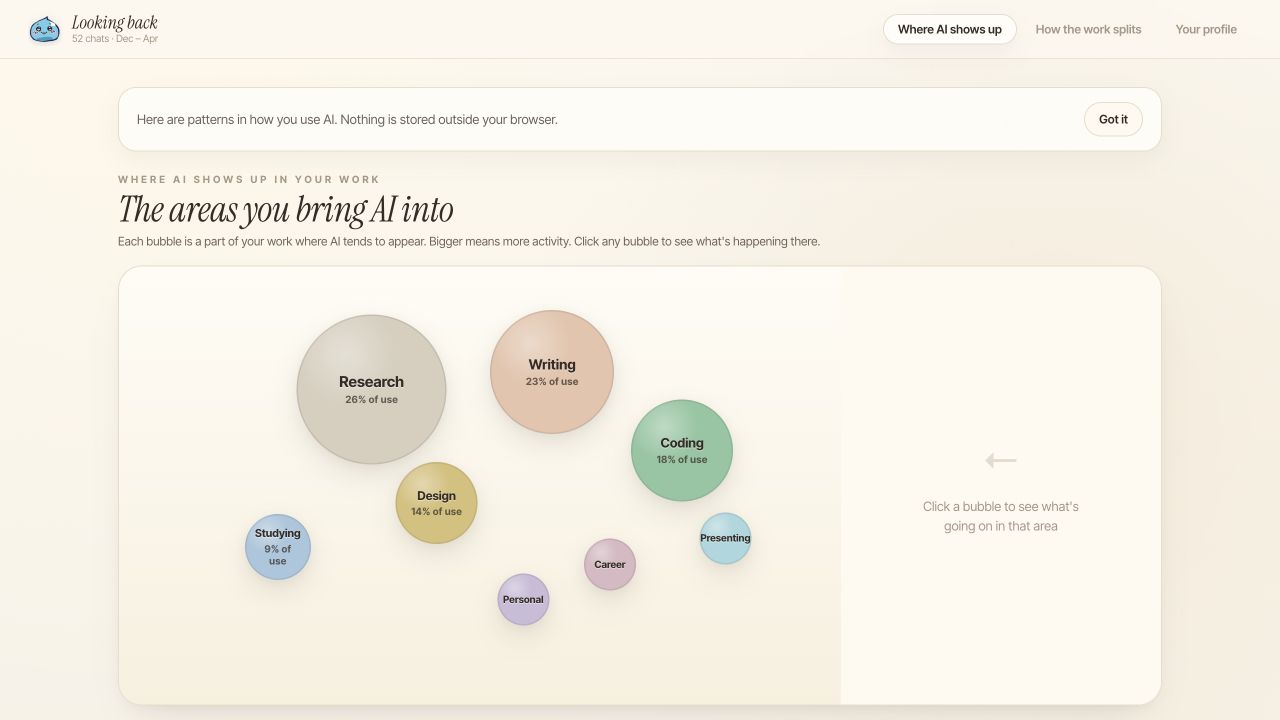 Looking back
52 chats · Dec – Apr
Where AI shows up
How the work splits
Your profile
Here are patterns in how you use AI. Nothing is stored outside your browser.
Got it
WHERE AI SHOWS UP IN YOUR WORK
The areas you bring AI into
Each bubble is a part of your work where AI tends to appear. Bigger means more activity. Click any bubble to see what's happening there.
Research
26% of use
Writing
23% of use
Coding
18% of use
Design
14% of use
Studying
9% of
use
Presenting
Career
Personal
Click a bubble to see what's
going on in that area